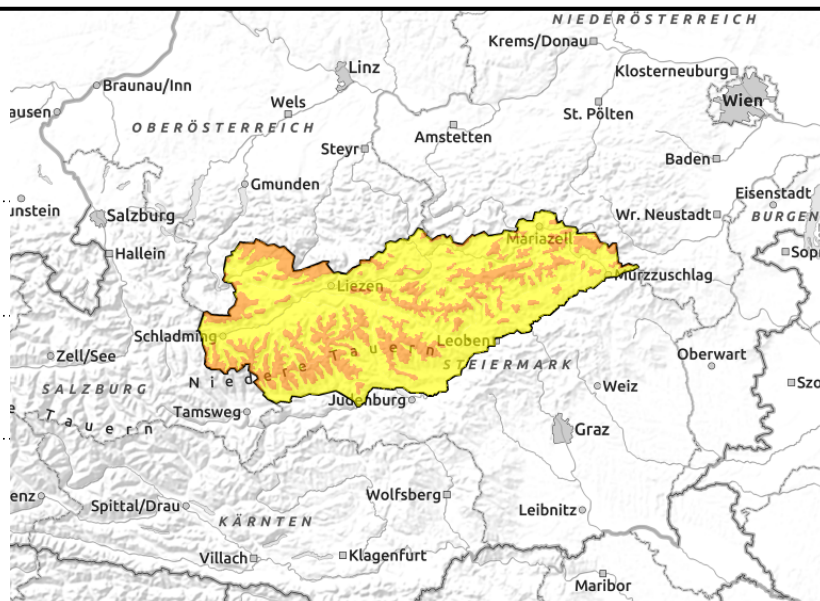 NIEDERÖSTERREICH
Krems/Donau
Linz
Klosterneuburg
Braunau/Inn
Wels
Wien
ausen
St. Pölten
OBERÖSTERREICH
Amstetten
Steyr
Baden
Gmunden
Eisenstadt
unstein
Salzburg
Wr. Neustadt
BURGEN
Mariazell
Hallein
Sopr
Mürzzuschlag
Liezen
Schladming
Leoben
Zell/See
Niedere Tauern
STEIERMARK
Oberwart
SALZBURG
Weiz
Szo
Judenburg
Tamsweg
Tauern
Graz
enz
Wolfsberg
Spittal/Drau
Leibnitz
KÄRNTEN
Villach
Klagenfurt
Maribor